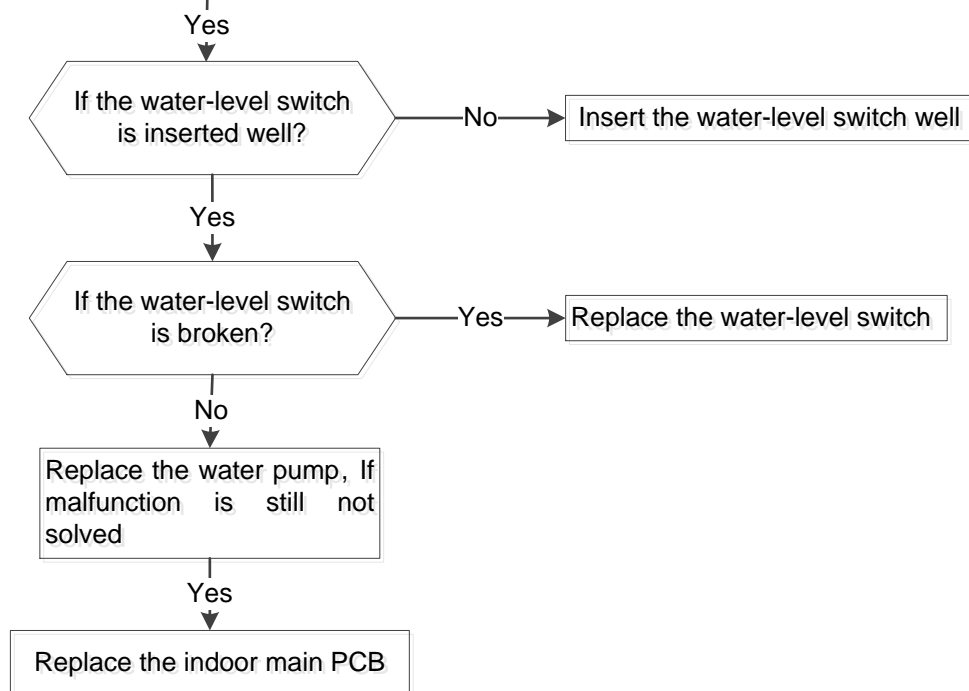 Yes
If the water-level switch
is inserted well?
No
Insert the water-level switch well
Yes
If the water-level switch
is broken?
Yes
Replace the water-level switch
No
Replace the water pump, If
malfunction is still not
solved
Yes
Replace the indoor main PCB